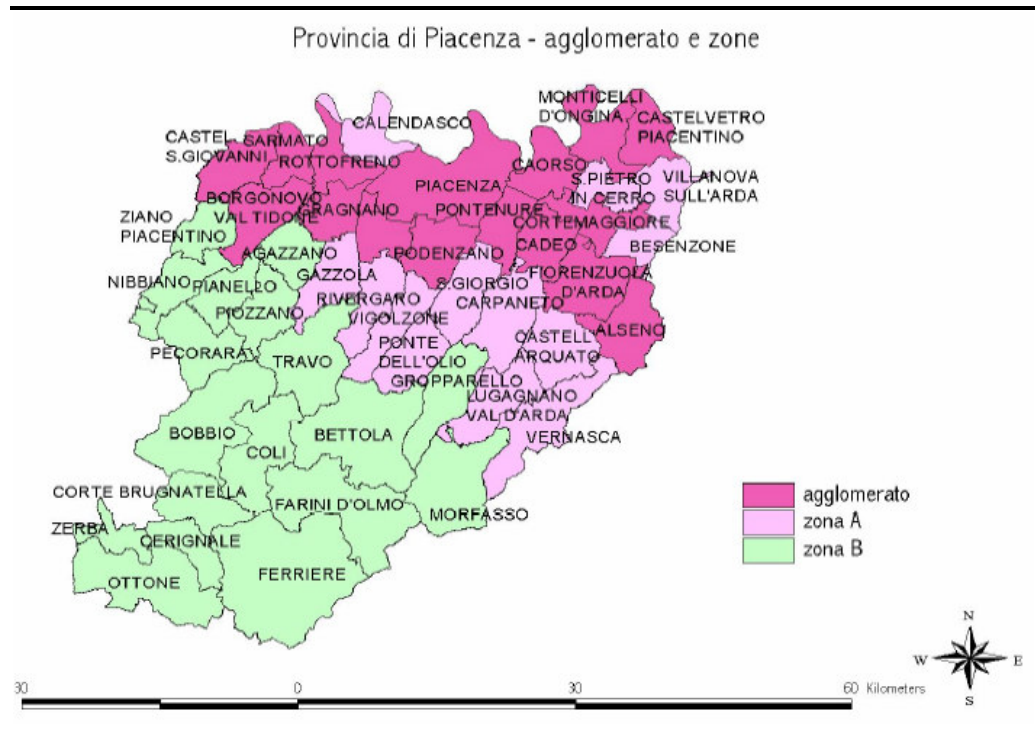 Provincia di Piacenza - agglomerato e zone
MONTICELLI
D'ONGINA
CASTELVETRO
PIACENTINO
CALENDASCO
CASTEL
S.GIOVANNI
SARMATO
ROTTOFRENO
CAORSO
PIACENZA
S.PIETRO
IN CERRO
VILLANOVA
SULL'ARDA
BORGONOVO
VAL TIDONE
GRAGNANO
PONTENURE
CORTEMAGGIORE
ZIANO
PIACENTINO
AGAZZANO
PODENZANO
CADEO
BESENZONE
GAZZOLA
NIBBIANO
PIANELLO
RIVERGARO
S.GIORGIO
CARPANETO
FIORENZUOLA
D'ARDA
PIOZZANO
VIGOLZONE
ALSENO
PECORARA
TRAVO
PONTE
DELL'OLIO
CASTELL'
ARQUATO
GROPPARELLO
LUGAGNANO
VAL D'ARDA
BOBBIO
COLI
BETTOLA
VERNASCA
CORTE BRUGNATELLA
FARINI D'OLMO
MORFASSO
ZERBA
CERIGNALE
OTTONE
FERRIERE
agglomerato
zona A
zona B
N
W
E
S
30
0
30
60 Kilometers